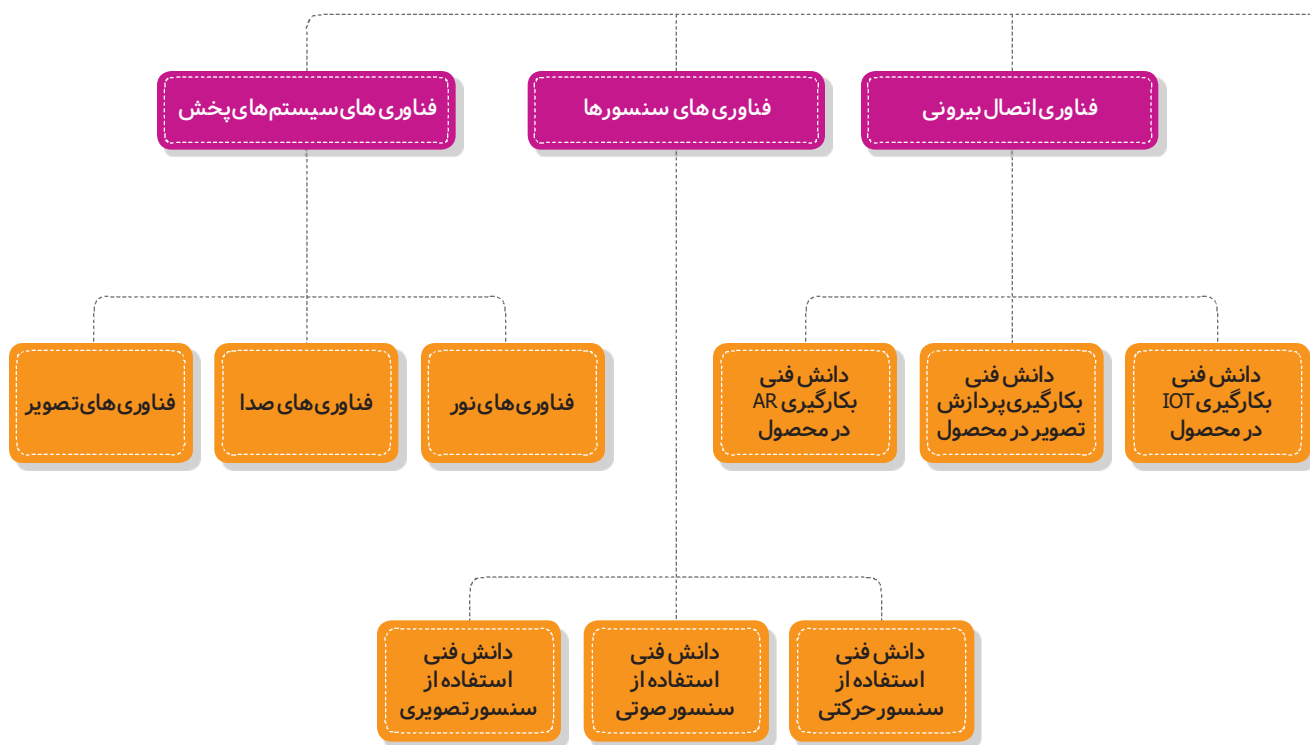 فناوری اتصال بیرونی
فناوری های سنسورها
فناوری های سیستم‌های پخش
دانش فنی
بکارگیری IOT
در محصول
دانش فنی
بکارگیری پردازش
تصویر در محصول
دانش فنی
بکارگیری AR
در محصول
فناوری‌های نور
فناوری‌های صدا
فناوری‌های تصویر
دانش فنی
استفاده از
سنسور حرکتی
دانش فنی
استفاده از
سنسور صوتی
دانش فنی
استفاده از
سنسور تصویری